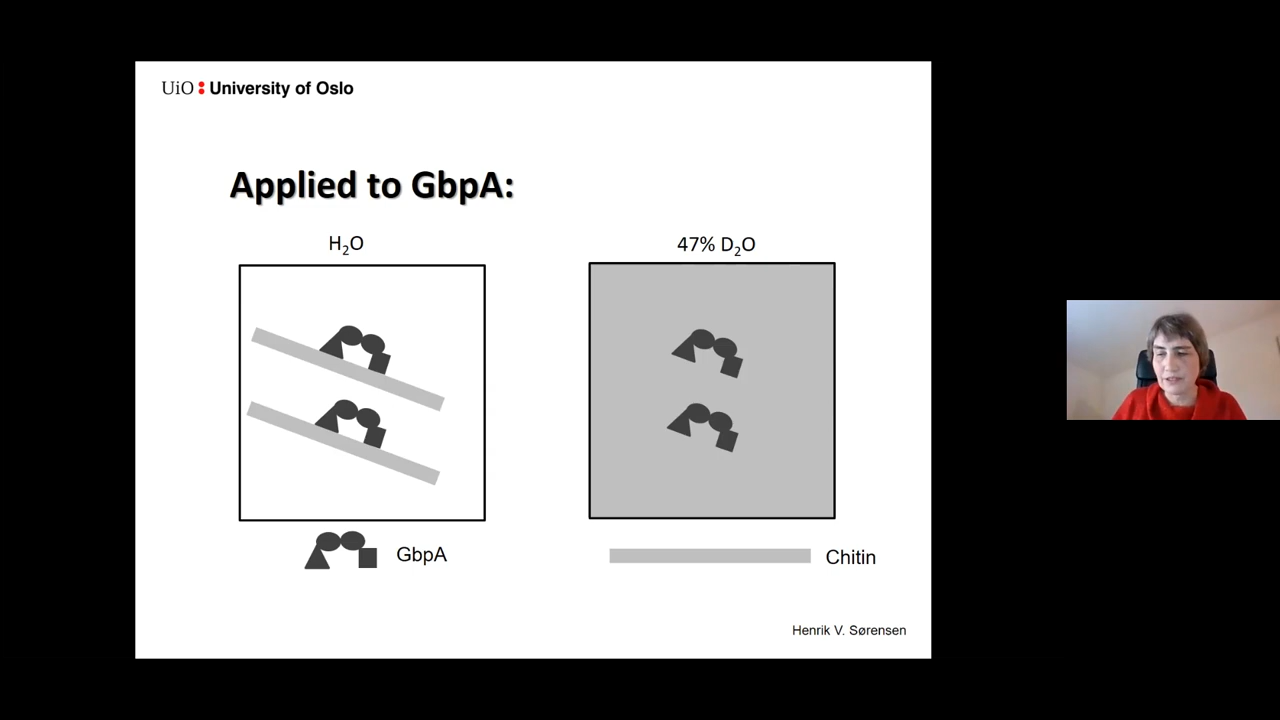 UiO : University of Oslo
Applied to GbpA:
H₂O
47% D₂O
GbpA
Chitin
Henrik V. Sørensen